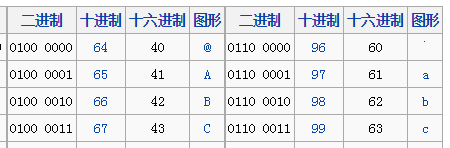 二进制 十进制 十六进制 图形 二进制 十进制 十六进制 图形
0100 0000 64 40 @ 0110 0000 96 60 `
0100 0001 65 41 A 0110 0001 97 61 a
0100 0010 66 42 B 0110 0010 98 62 b
0100 0011 67 43 C 0110 0011 99 63 c